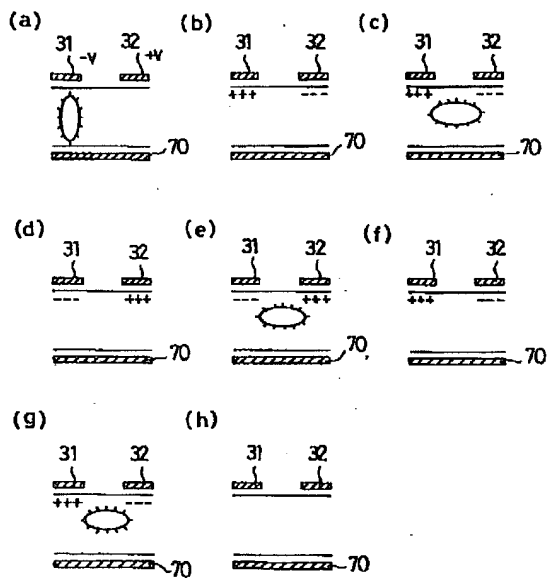 (a) (b) (c)
31 -V 32 +V 31 32 31 32
+++ --- +++ ---
70 70 70
(d) (e) (f)
31 32 31 32 31 32
--- +++ --- +++ +++ ---
70 70 70
(g) (h)
31 32 31 32
+++ ---
70 70